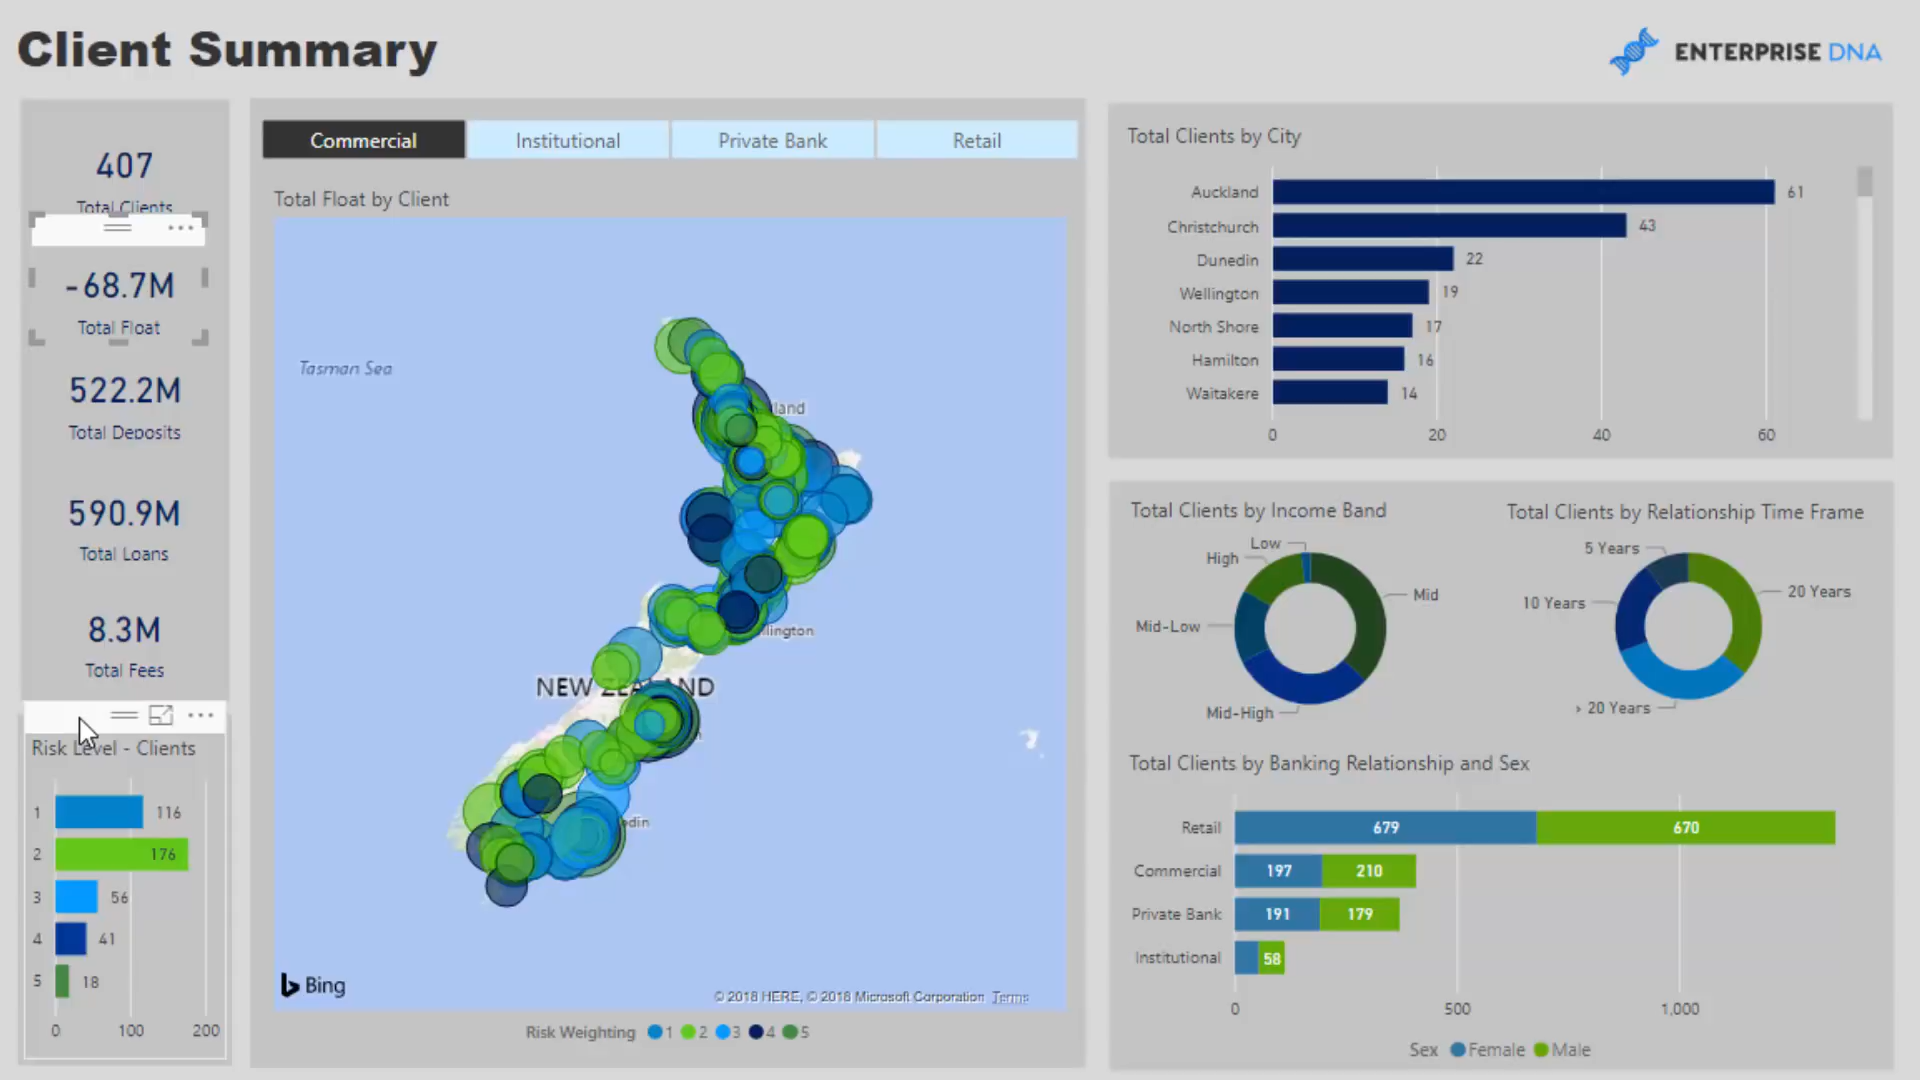 Client Summary
ENTERPRISE DNA
407
Total Clients
-68.7M
Total Float
522.2M
Total Deposits
590.9M
Total Loans
8.3M
Total Fees
Risk Level - Clients
1 116
2 176
3 56
4 41
5 18
0 100 200
Commercial Institutional Private Bank Retail
Total Float by Client
Tasman Sea
land
lington
NEW ZEALAND
edin
Bing
© 2018 HERE, © 2018 Microsoft Corporation Terms
Risk Weighting 1 2 3 4 5
Total Clients by City
Auckland 61
Christchurch 43
Dunedin 22
Wellington 19
North Shore 17
Hamilton 16
Waitakere 14
0 20 40 60
Total Clients by Income Band
Low
High
Mid
Mid-Low
Mid-High
Total Clients by Relationship Time Frame
5 Years
20 Years
10 Years
> 20 Years
Total Clients by Banking Relationship and Sex
Retail 679 670
Commercial 197 210
Private Bank 191 179
Institutional 58
0 500 1,000
Sex Female Male